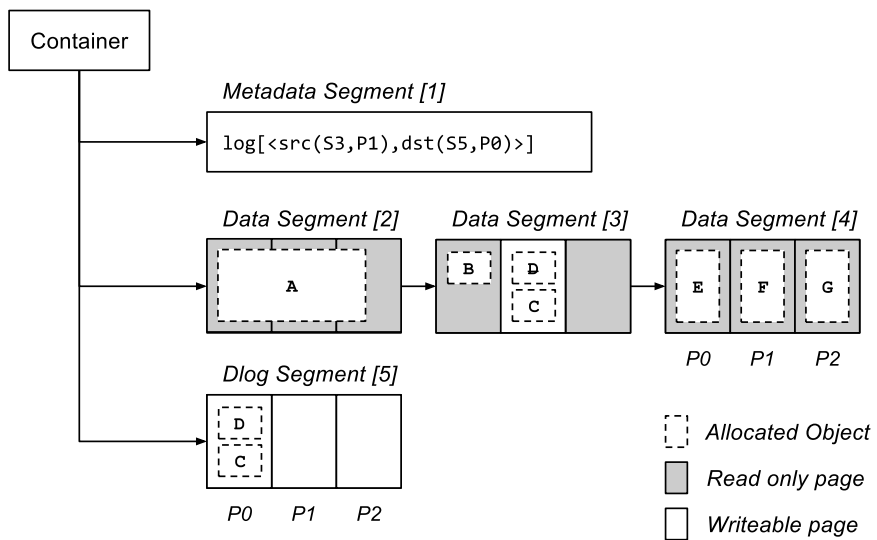 Container
Metadata Segment [1]
log[<src(S3,P1),dst(S5,P0)>]
Data Segment [2] Data Segment [3] Data Segment [4]
A B D C E F G
P0 P1 P2
Dlog Segment [5]
D
C
P0 P1 P2
Allocated Object
Read only page
Writeable page